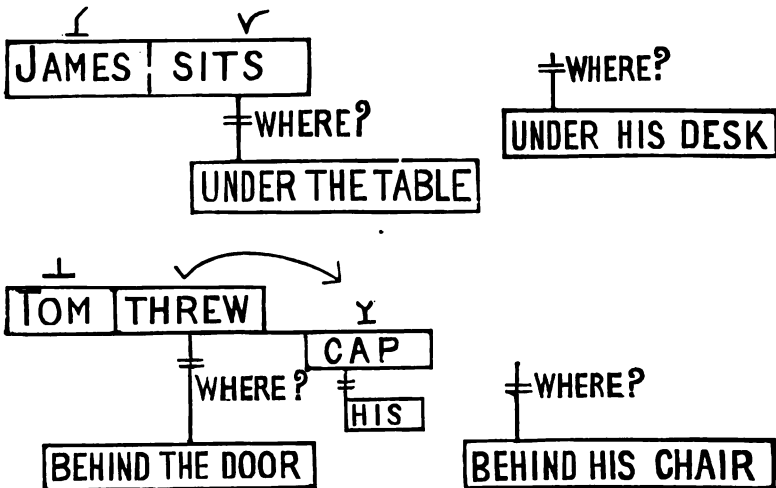 JAMES SITS
WHERE?
WHERE?
UNDER HIS DESK
UNDER THE TABLE
TOM THREW
CAP
WHERE?
HIS
WHERE?
BEHIND THE DOOR
BEHIND HIS CHAIR